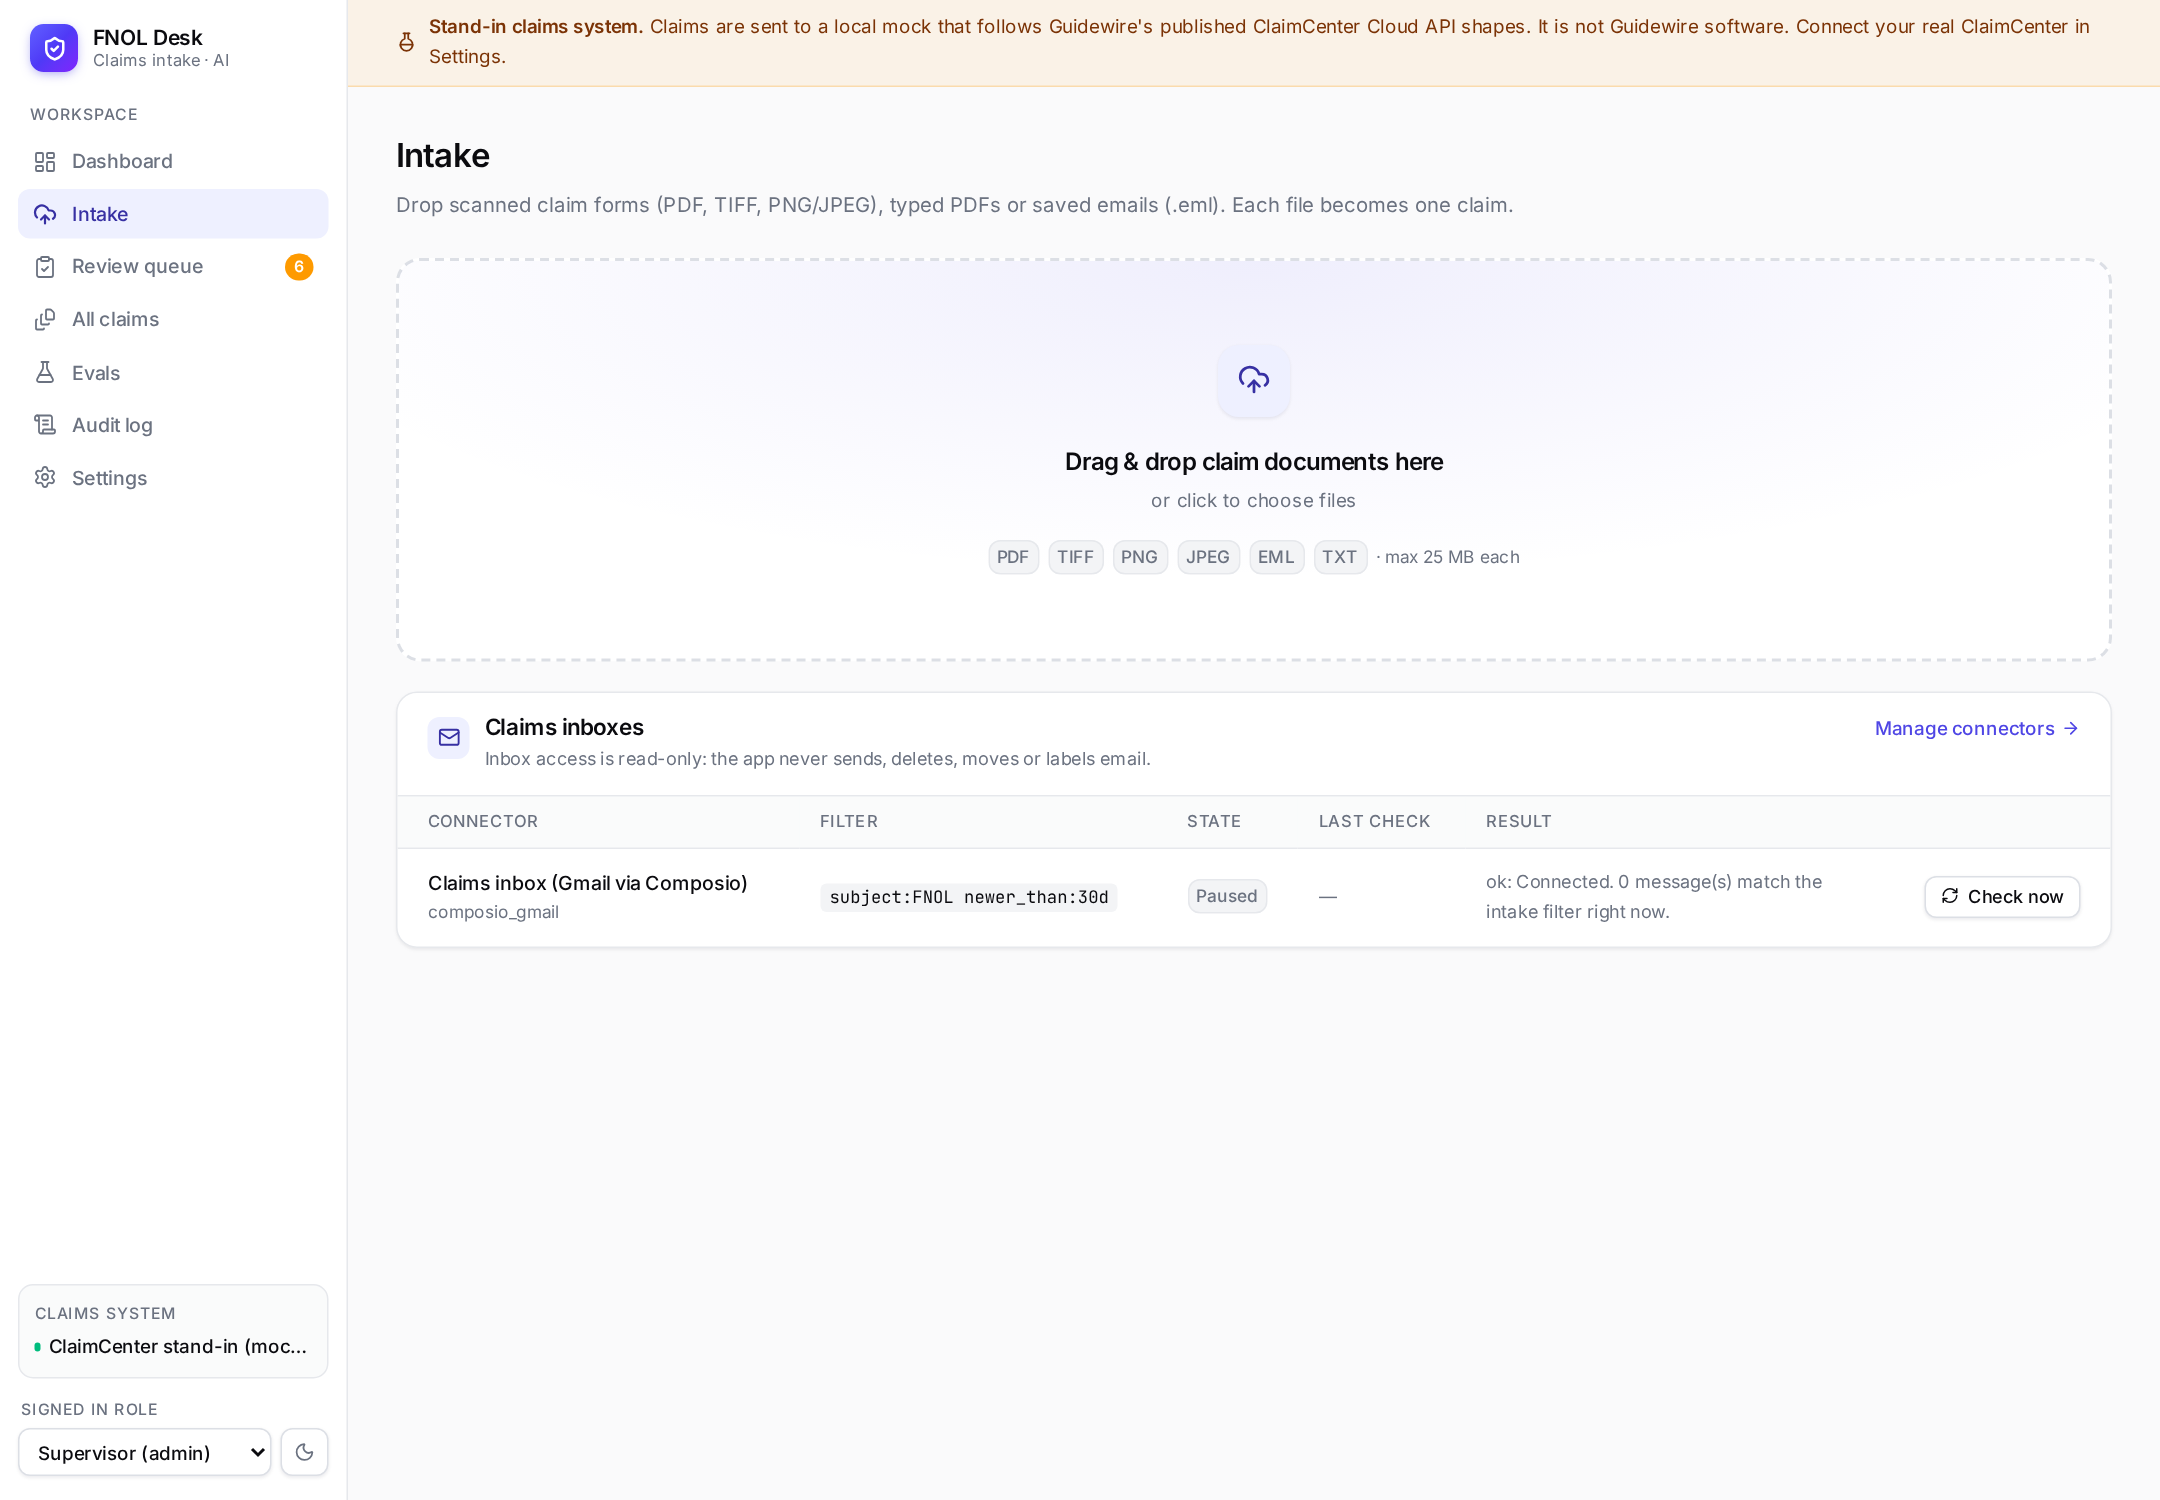 FNOL Desk
Claims intake · AI
WORKSPACE
Dashboard
Intake
Review queue
6
All claims
Evals
Audit log
Settings
CLAIMS SYSTEM
ClaimCenter stand-in (moc...
SIGNED IN ROLE
Supervisor (admin)
Stand-in claims system. Claims are sent to a local mock that follows Guidewire's published ClaimCenter Cloud API shapes. It is not Guidewire software. Connect your real ClaimCenter in
Settings.
Intake
Drop scanned claim forms (PDF, TIFF, PNG/JPEG), typed PDFs or saved emails (.eml). Each file becomes one claim.
Drag & drop claim documents here
or click to choose files
PDF TIFF PNG JPEG EML TXT · max 25 MB each
Claims inboxes
Manage connectors →
Inbox access is read-only: the app never sends, deletes, moves or labels email.
CONNECTOR FILTER STATE LAST CHECK RESULT
Claims inbox (Gmail via Composio)
composio_gmail
subject:FNOL newer_than:30d
Paused
—
ok: Connected. 0 message(s) match the
intake filter right now.
Check now